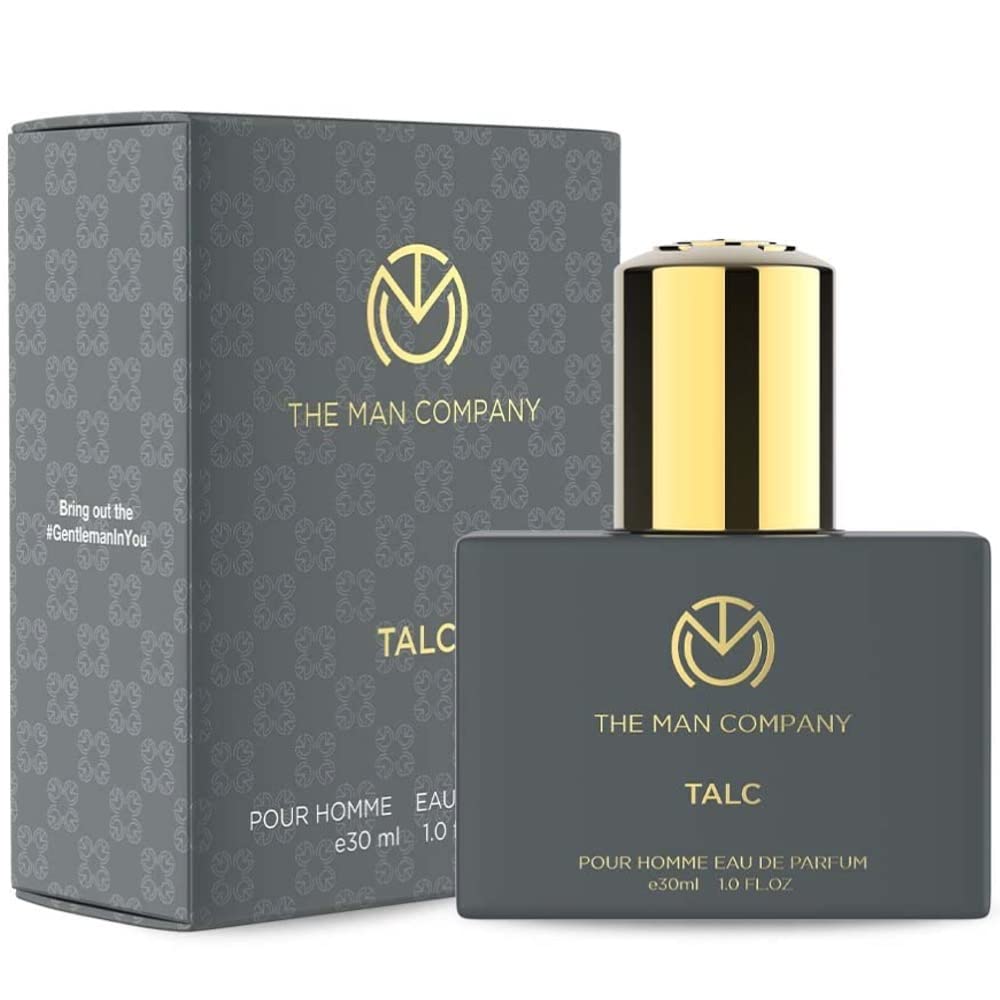 THE MAN COMPANY
Bring out the
#GentlemanInYou
TALC
POUR HOMME EAU
e30 ml 1.0
THE MAN COMPANY
TALC
POUR HOMME EAU DE PARFUM
e30ml 1.0 FL.OZ